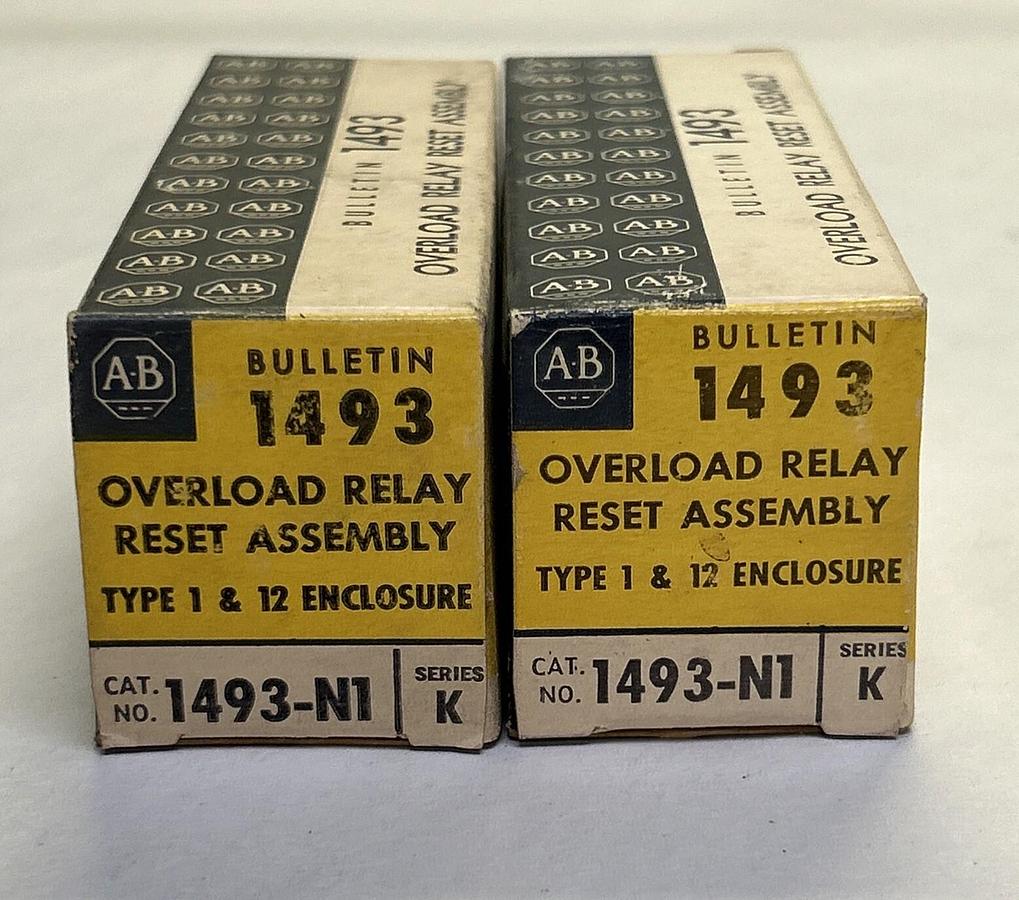 BULLETIN 1493
OVERLOAD RELAY RESET ASSEMBLY
A-B
BULLETIN
1493
OVERLOAD RELAY
RESET ASSEMBLY
TYPE 1 & 12 ENCLOSURE
CAT. NO. 1493-N1
SERIES K
BULLETIN 1493
OVERLOAD RELAY RESET ASSEMBLY
A-B
BULLETIN
1493
OVERLOAD RELAY
RESET ASSEMBLY
TYPE 1 & 12 ENCLOSURE
CAT. NO. 1493-N1
SERIES K